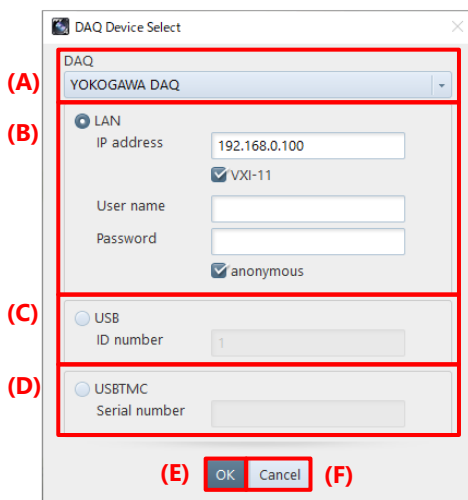 DAQ Device Select
DAQ
(A) YOKOGAWA DAQ
(B) LAN
IP address 192.168.0.100
VXI-11
User name
Password
anonymous
(C) USB
ID number 1
(D) USBTMC
Serial number
(E) OK Cancel (F)